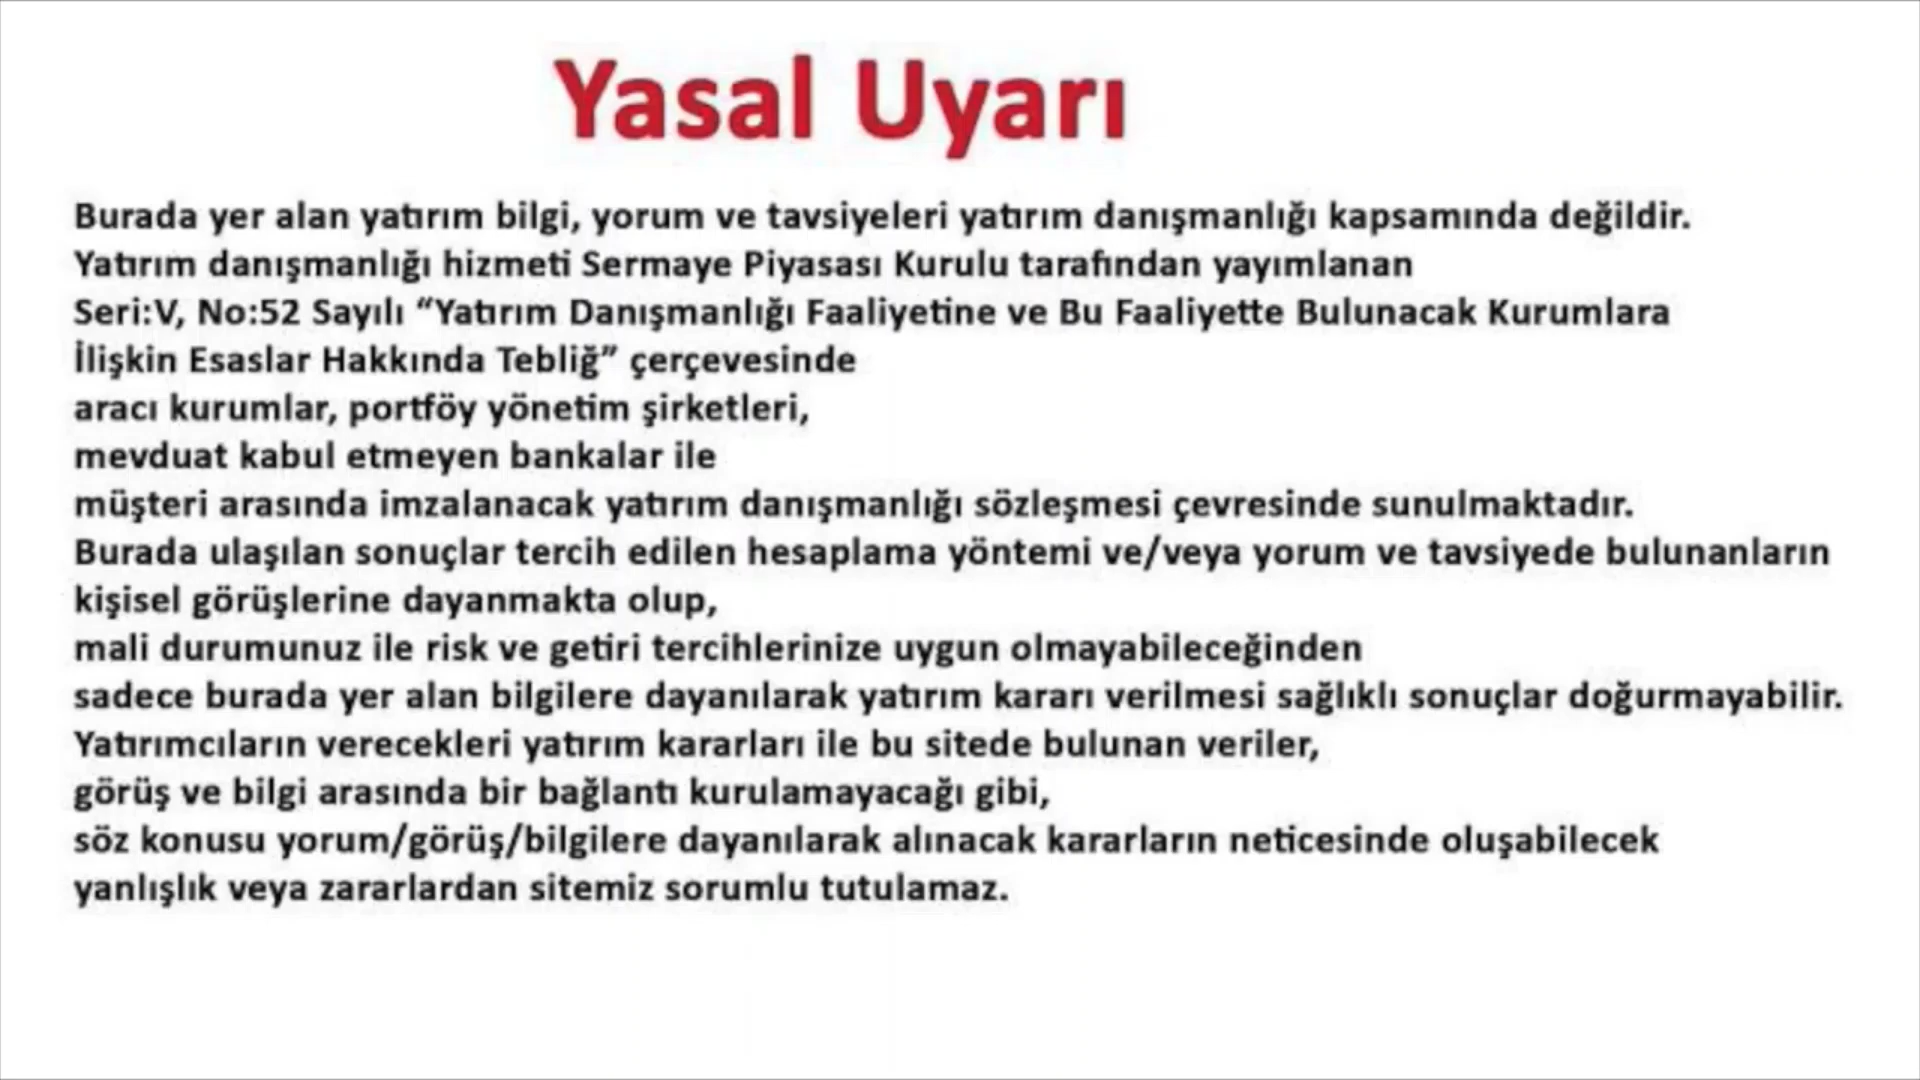 Yasal Uyarı
Burada yer alan yatırım bilgi, yorum ve tavsiyeleri yatırım danışmanlığı kapsamında değildir.
Yatırım danışmanlığı hizmeti Sermaye Piyasası Kurulu tarafından yayımlanan
Seri:V, No:52 Sayılı “Yatırım Danışmanlığı Faaliyetine ve Bu Faaliyette Bulunacak Kurumlara
İlişkin Esaslar Hakkında Tebliğ” çerçevesinde
aracı kurumlar, portföy yönetim şirketleri,
mevduat kabul etmeyen bankalar ile
müşteri arasında imzalanacak yatırım danışmanlığı sözleşmesi çevresinde sunulmaktadır.
Burada ulaşılan sonuçlar tercih edilen hesaplama yöntemi ve/veya yorum ve tavsiyede bulunanların
kişisel görüşlerine dayanmakta olup,
mali durumunuz ile risk ve getiri tercihlerinize uygun olmayabileceğinden
sadece burada yer alan bilgilere dayanılarak yatırım kararı verilmesi sağlıklı sonuçlar doğurmayabilir.
Yatırımcıların verecekleri yatırım kararları ile bu sitede bulunan veriler,
görüş ve bilgi arasında bir bağlantı kurulamayacağı gibi,
söz konusu yorum/görüş/bilgilere dayanılarak alınacak kararların neticesinde oluşabilecek
yanlışlık veya zararlardan sitemiz sorumlu tutulamaz.